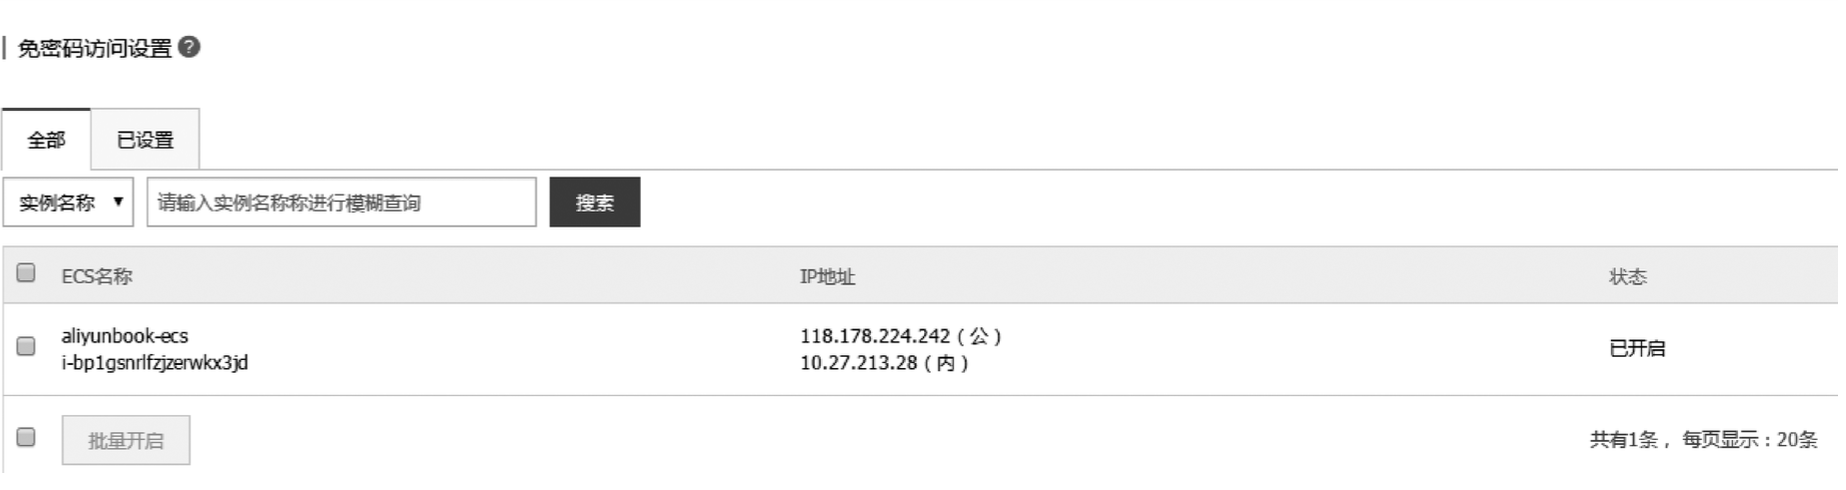 免密码访问设置 ?
全部 已设置
实例名称 ▼ 请输入实例名称称进行模糊查询 搜索
ECS名称 IP地址 状态
aliyunbook-ecs 118.178.224.242 ( 公 )
i-bp1gsnrlfzjzerwkx3jd 10.27.213.28 ( 内 ) 已开启
批量开启 共有1条 ， 每页显示 : 20条